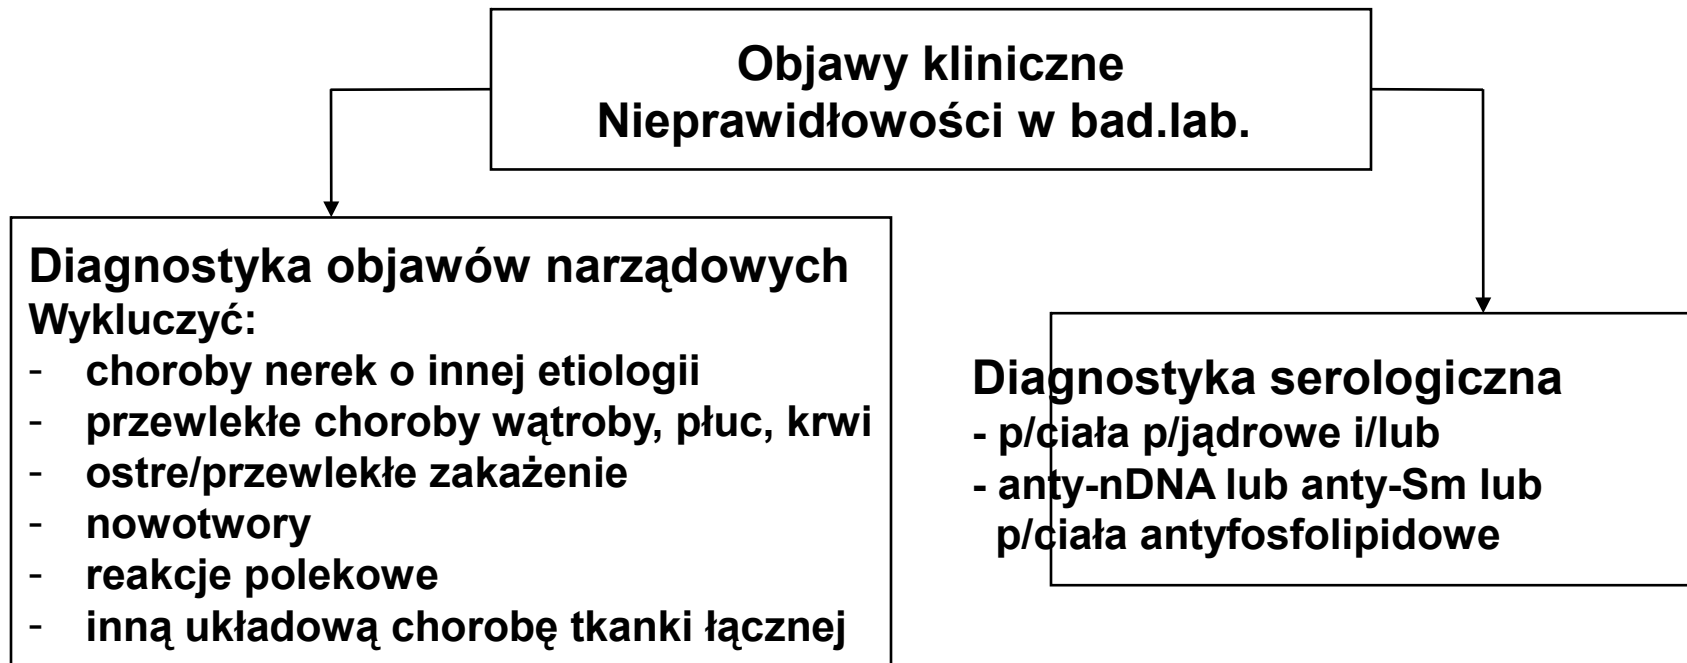 Objawy kliniczne
Nieprawidłowości w bad.lab.
Diagnostyka objawów narządowych
Wykluczyć:
- choroby nerek o innej etiologii
- przewlekłe choroby wątroby, płuc, krwi
- ostre/przewlekłe zakażenie
- nowotwory
- reakcje polekowe
- inną układową chorobę tkanki łącznej
Diagnostyka serologiczna
- p/ciała p/jądrowe i/lub
- anty-nDNA lub anty-Sm lub
p/ciała antyfosfolipidowe